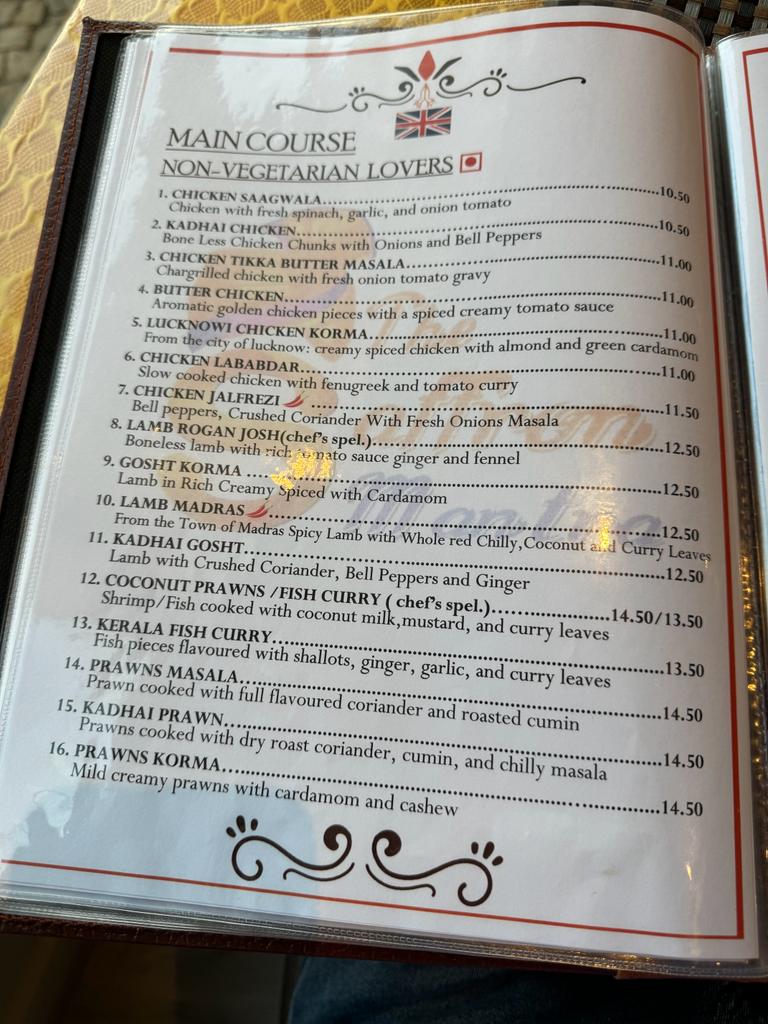 MAIN COURSE
NON-VEGETARIAN LOVERS
1. CHICKEN SAAGWALA..........10.50
Chicken with fresh spinach, garlic, and onion tomato
2. KADHAI CHICKEN..........10.50
Bone Less Chicken Chunks with Onions and Bell Peppers
3. CHICKEN TIKKA BUTTER MASALA..........11.00
Chargrilled chicken with fresh onion tomato gravy
4. BUTTER CHICKEN..........11.00
Aromatic golden chicken pieces with a spiced creamy tomato sauce
5. LUCKNOWI CHICKEN KORMA..........11.00
From the city of lucknow: creamy spiced chicken with almond and green cardamom
6. CHICKEN LABABDAR..........11.00
Slow cooked chicken with fenugreek and tomato curry
7. CHICKEN JALFREZI ..........11.50
Bell peppers, Crushed Coriander With Fresh Onions Masala
8. LAMB ROGAN JOSH(chef's spel.)..........12.50
Boneless lamb with rich tomato sauce ginger and fennel
9. GOSHT KORMA ..........12.50
Lamb in Rich Creamy Spiced with Cardamom
10. LAMB MADRAS ..........12.50
From the Town of Madras Spicy Lamb with Whole red Chilly,Coconut and Curry Leaves
11. KADHAI GOSHT..........12.50
Lamb with Crushed Coriander, Bell Peppers and Ginger
12. COCONUT PRAWNS /FISH CURRY ( chef's spel.)..........14.50/13.50
Shrimp/Fish cooked with coconut milk,mustard, and curry leaves
13. KERALA FISH CURRY..........13.50
Fish pieces flavoured with shallots, ginger, garlic, and curry leaves
14. PRAWNS MASALA..........14.50
Prawn cooked with full flavoured coriander and roasted cumin
15. KADHAI PRAWN..........14.50
Prawns cooked with dry roast coriander, cumin, and chilly masala
16. PRAWNS KORMA..........14.50
Mild creamy prawns with cardamom and cashew
The
Saffron
Mantra